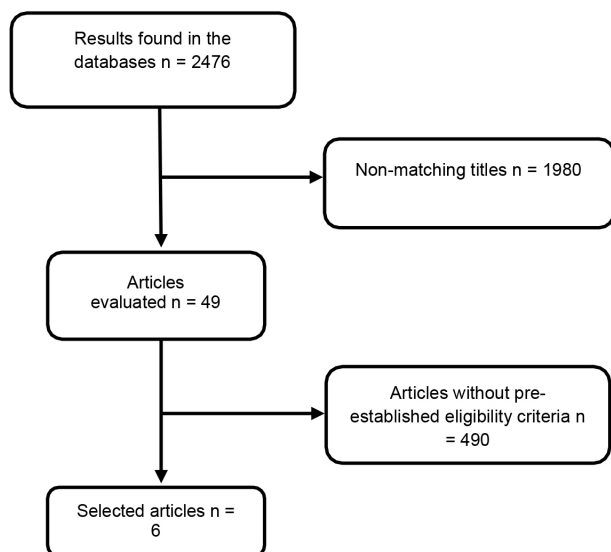 Results found in the
databases n = 2476
Non-matching titles n = 1980
Articles
evaluated n = 49
Articles without pre-
established eligibility criteria n
= 490
Selected articles n =
6